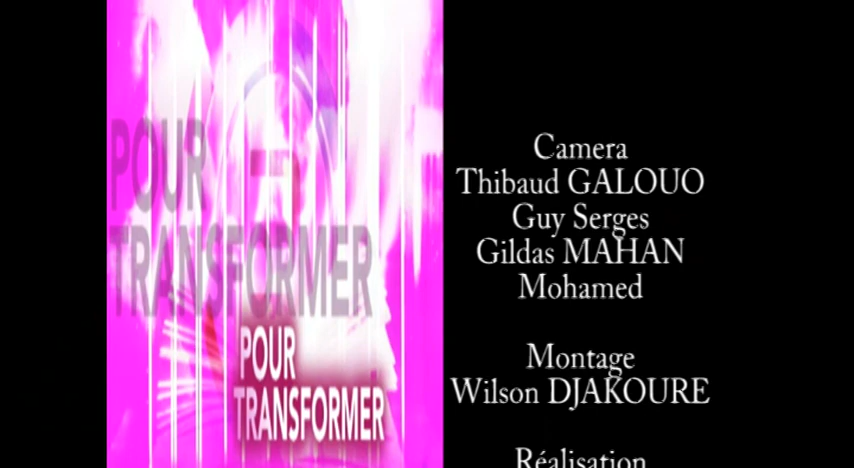 POUR
TRANSFORMER
POUR
TRANSFORMER
Camera
Thibaud GALOUO
Guy Serges
Gildas MAHAN
Mohamed
Montage
Wilson DJAKOURE
Réalisation